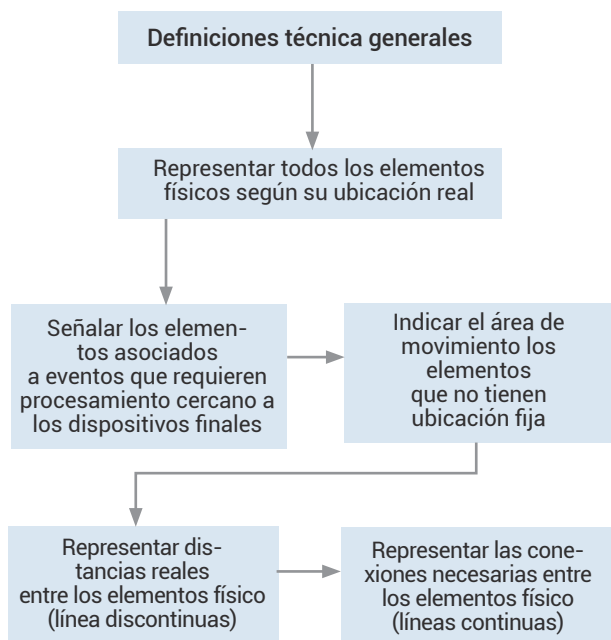 Definiciones técnica generales
Representar todos los elementos
físicos según su ubicación real
Señalar los elemen-
tos asociados
a eventos que requieren
procesamiento cercano a
los dispositivos finales
Indicar el área de
movimiento los
elementos
que no tienen
ubicación fija
Representar dis-
tancias reales
entre los elementos físico
(línea discontinuas)
Representar las cone-
xiones necesarias entre
los elementos físico
(líneas continuas)